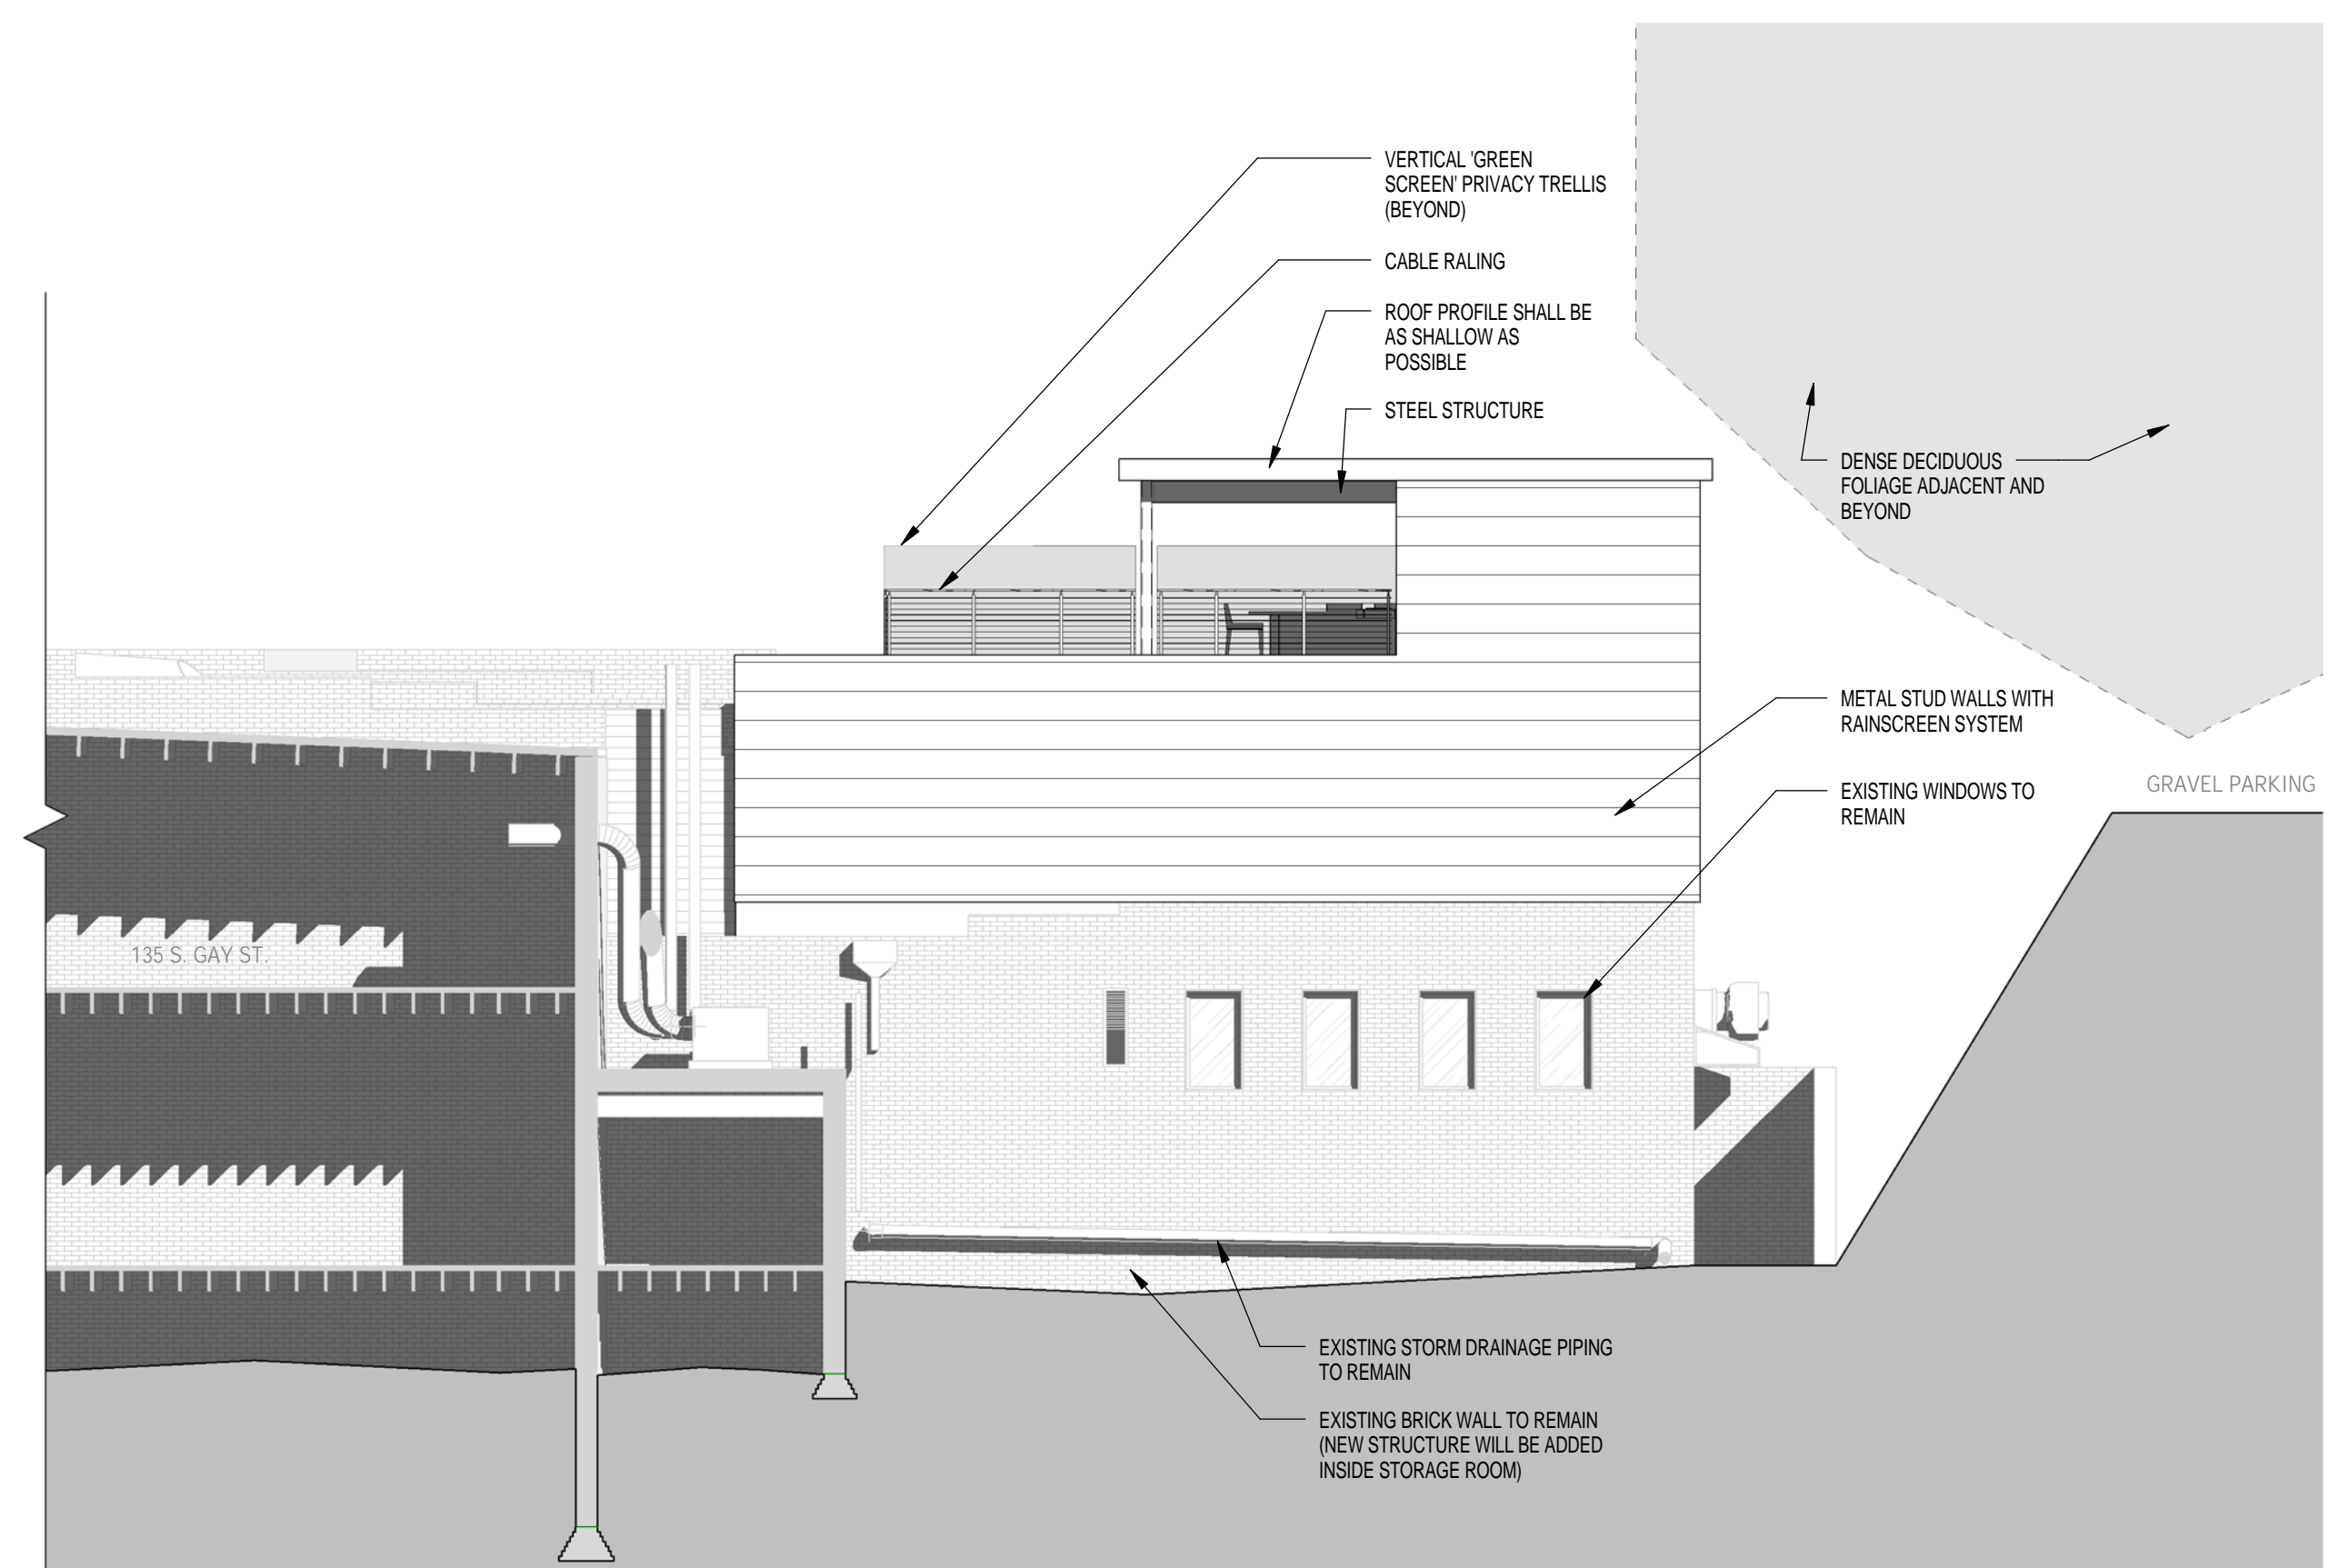 VERTICAL 'GREEN
SCREEN' PRIVACY TRELLIS
(BEYOND)
CABLE RALING
ROOF PROFILE SHALL BE
AS SHALLOW AS
POSSIBLE
STEEL STRUCTURE
DENSE DECIDUOUS
FOLIAGE ADJACENT AND
BEYOND
METAL STUD WALLS WITH
RAINSCREEN SYSTEM
GRAVEL PARKING
EXISTING WINDOWS TO
REMAIN
135 S. GAY ST.
EXISTING STORM DRAINAGE PIPING
TO REMAIN
EXISTING BRICK WALL TO REMAIN
(NEW STRUCTURE WILL BE ADDED
INSIDE STORAGE ROOM)